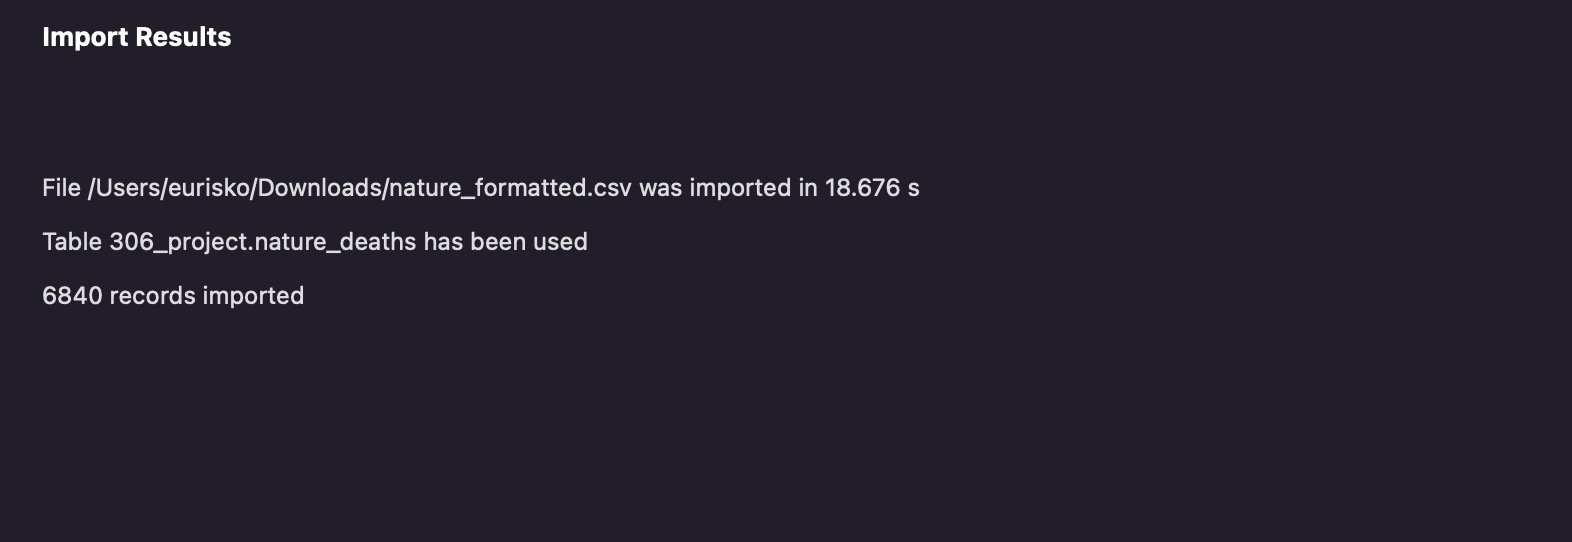 Import Results
File /Users/eurisko/Downloads/nature_formatted.csv was imported in 18.676 s
Table 306_project.nature_deaths has been used
6840 records imported